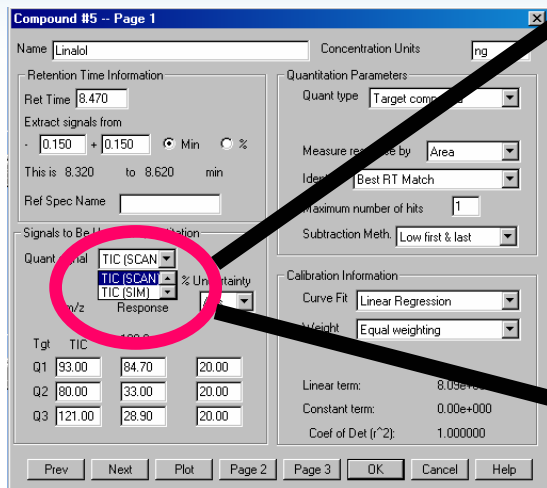 Compound #5 -- Page 1
Name Linalol Concentration Units ng
Retention Time Information
Ret Time 8.470
Extract signals from
- 0.150 + 0.150 Min %
This is 8.320 to 8.620 min
Ref Spec Name
Quantitation Parameters
Quant type Target
Measure by Area
Best RT Match
Maximum number of hits 1
Subtraction Meth. Low first & last
Signals to Be
Quant TIC (SCAN
TIC (SCAN)
TIC (SIM)
% Uncertainty
m/z Response
Tgt TIC
Q1 93.00 84.70 20.00
Q2 80.00 33.00 20.00
Q3 121.00 28.90 20.00
Calibration Information
Curve Fit Linear Regression
Weight Equal weighting
Linear term:
Constant term: 0.00e+000
Coef of Det (r^2): 1.000000
Prev Next Plot Page 2 Page 3 OK Cancel Help